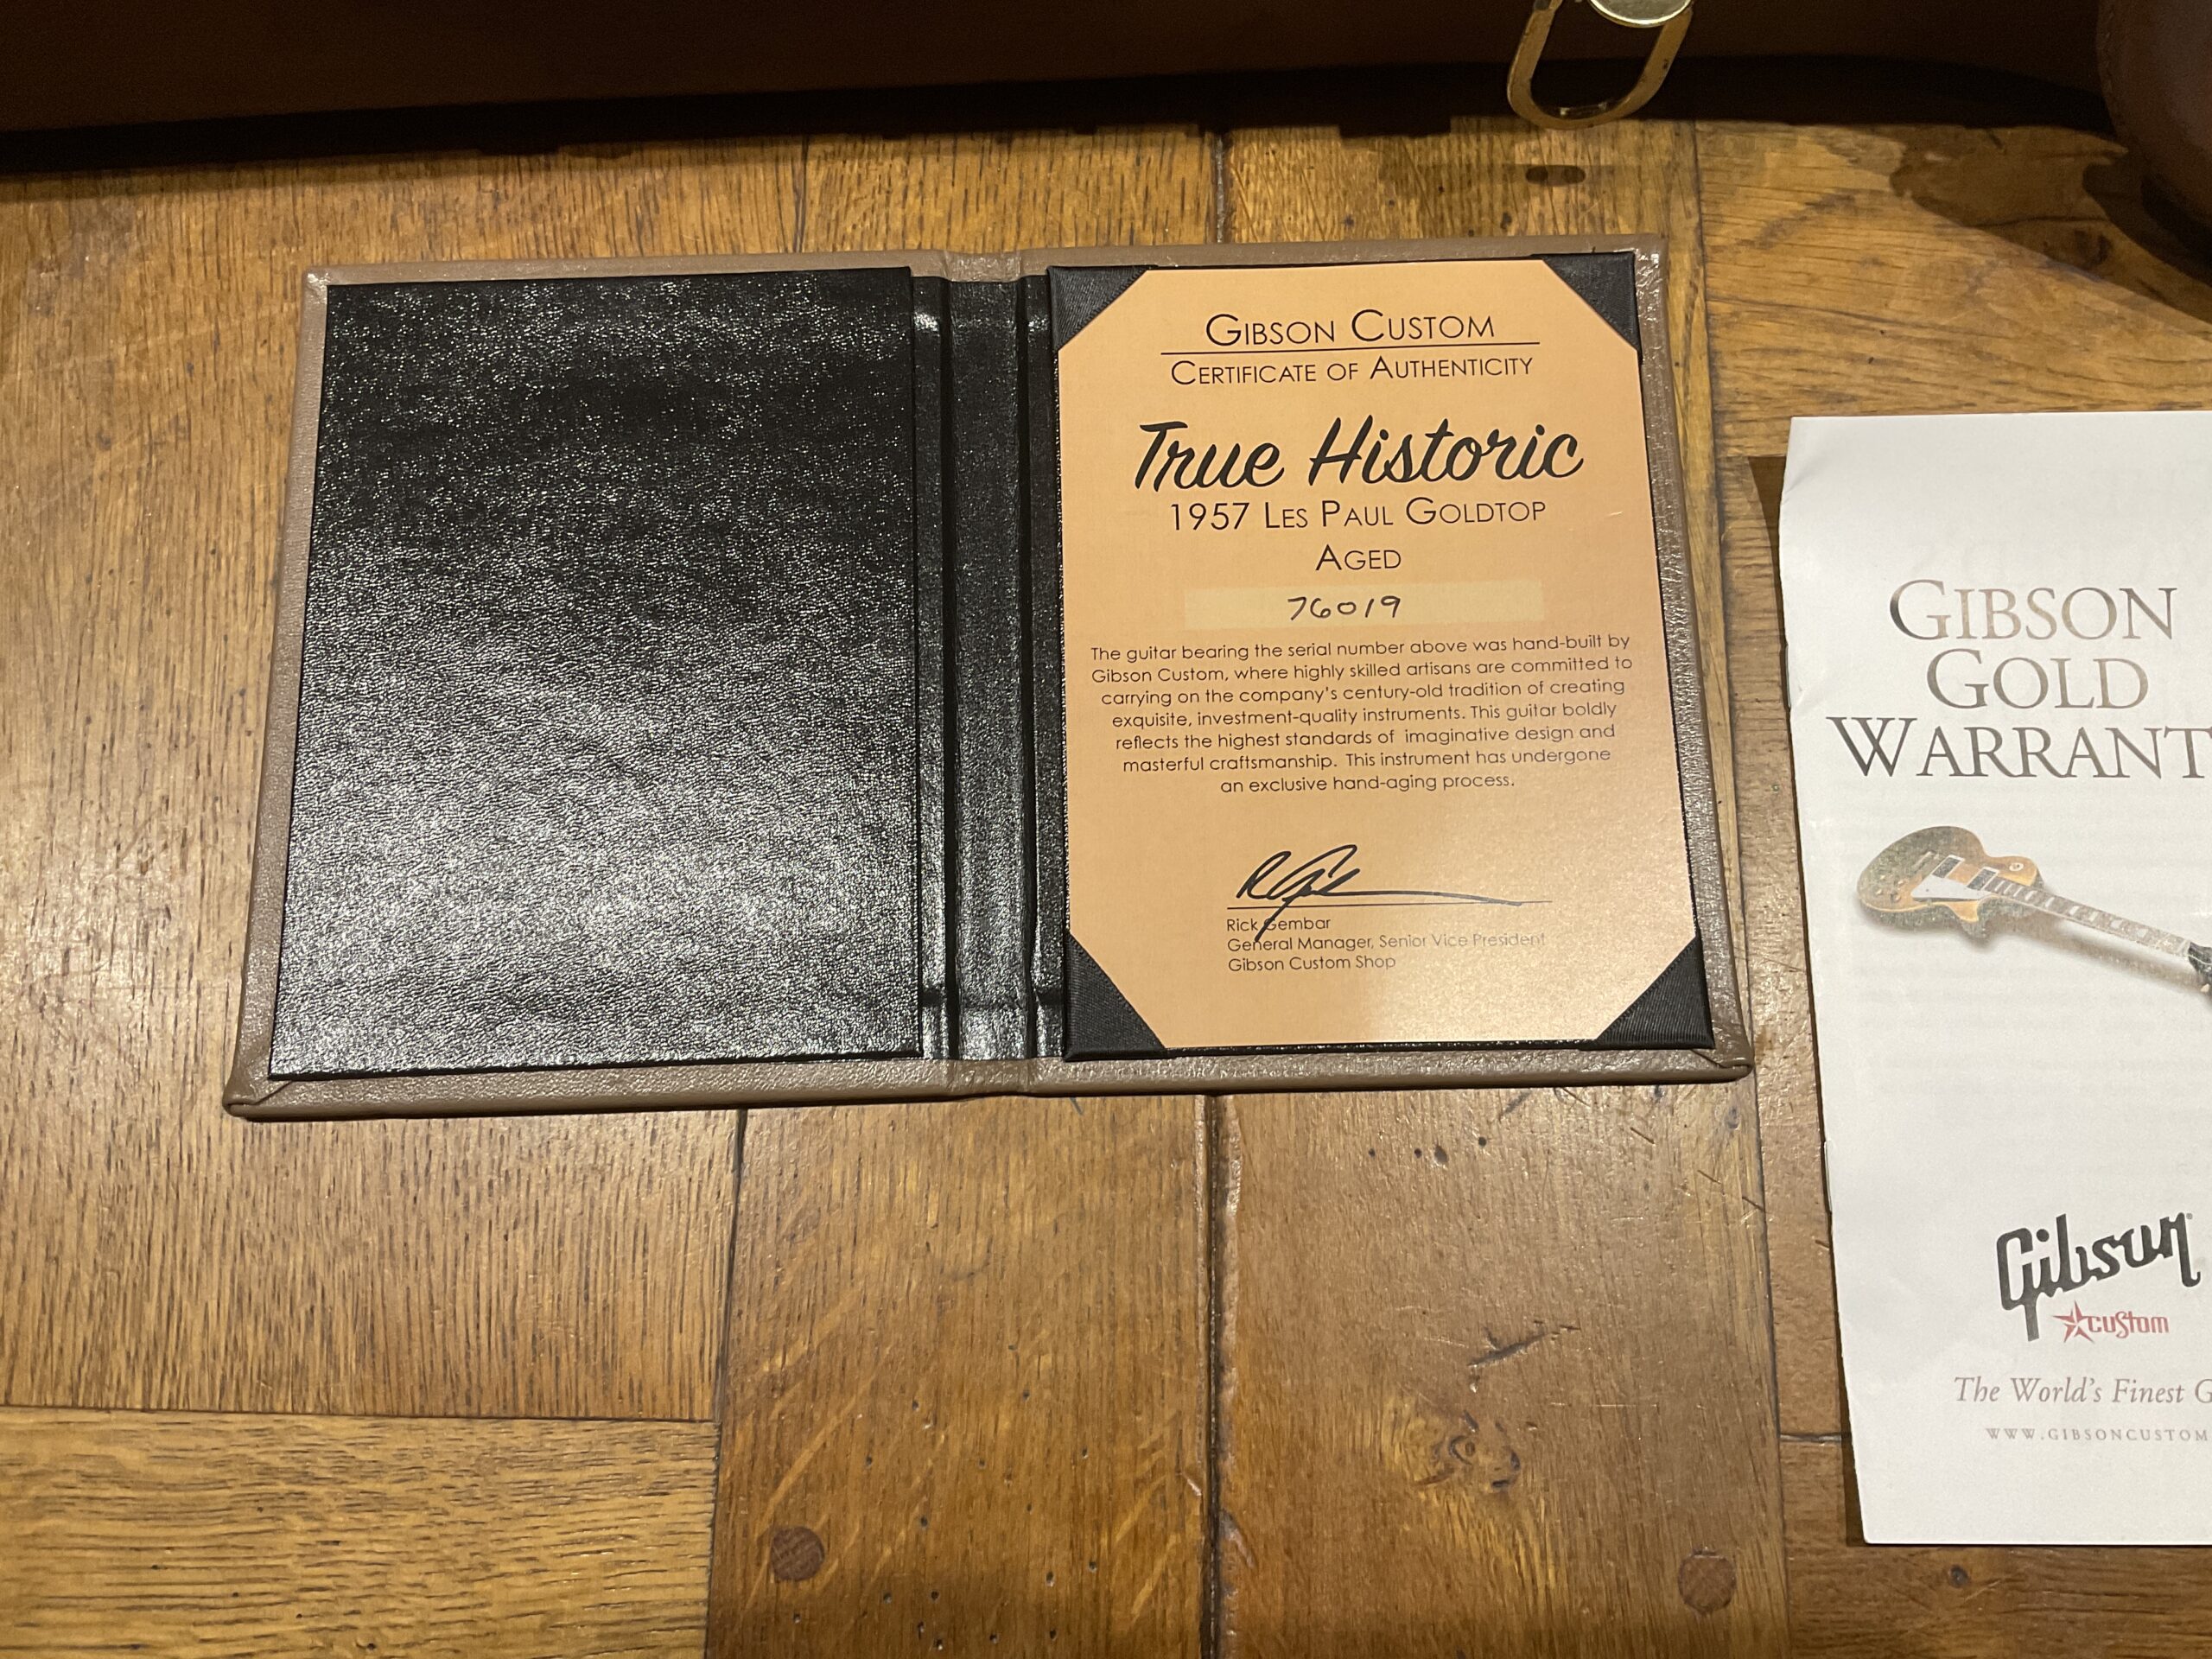 GIBSON CUSTOM
CERTIFICATE OF AUTHENTICITY
True Historic
1957 LES PAUL GOLDTOP
AGED
76019
The guitar bearing the serial number above was hand-built by
Gibson Custom, where highly skilled artisans are committed to
carrying on the company's century-old tradition of creating
exquisite, investment-quality instruments. This guitar boldly
reflects the highest standards of imaginative design and
masterful craftsmanship. This instrument has undergone
an exclusive hand-aging process.
Rick Gembar
General Manager, Senior Vice President
Gibson Custom Shop
GIBSON
GOLD
WARRANT
Gibson
custom
The World's Finest G
WWW.GIBSONCUSTOM